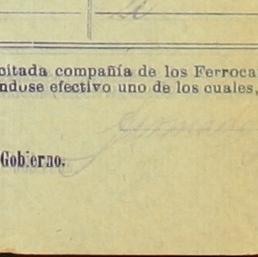 citada compañía de los Ferroca
ndose efectivo uno de los cuales,
Gobierno.